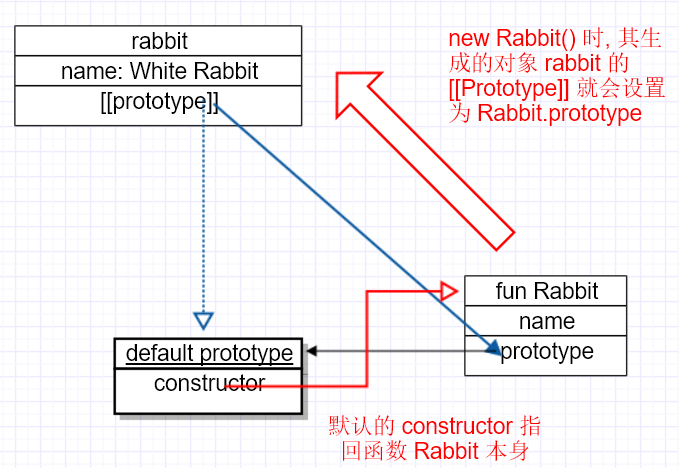 rabbit
name: White Rabbit
[[prototype]]
new Rabbit() 时, 其生
成的对象 rabbit 的
[[Prototype]] 就会设置
为 Rabbit.prototype
fun Rabbit
name
prototype
default prototype
constructor
默认的 constructor 指
回函数 Rabbit 本身